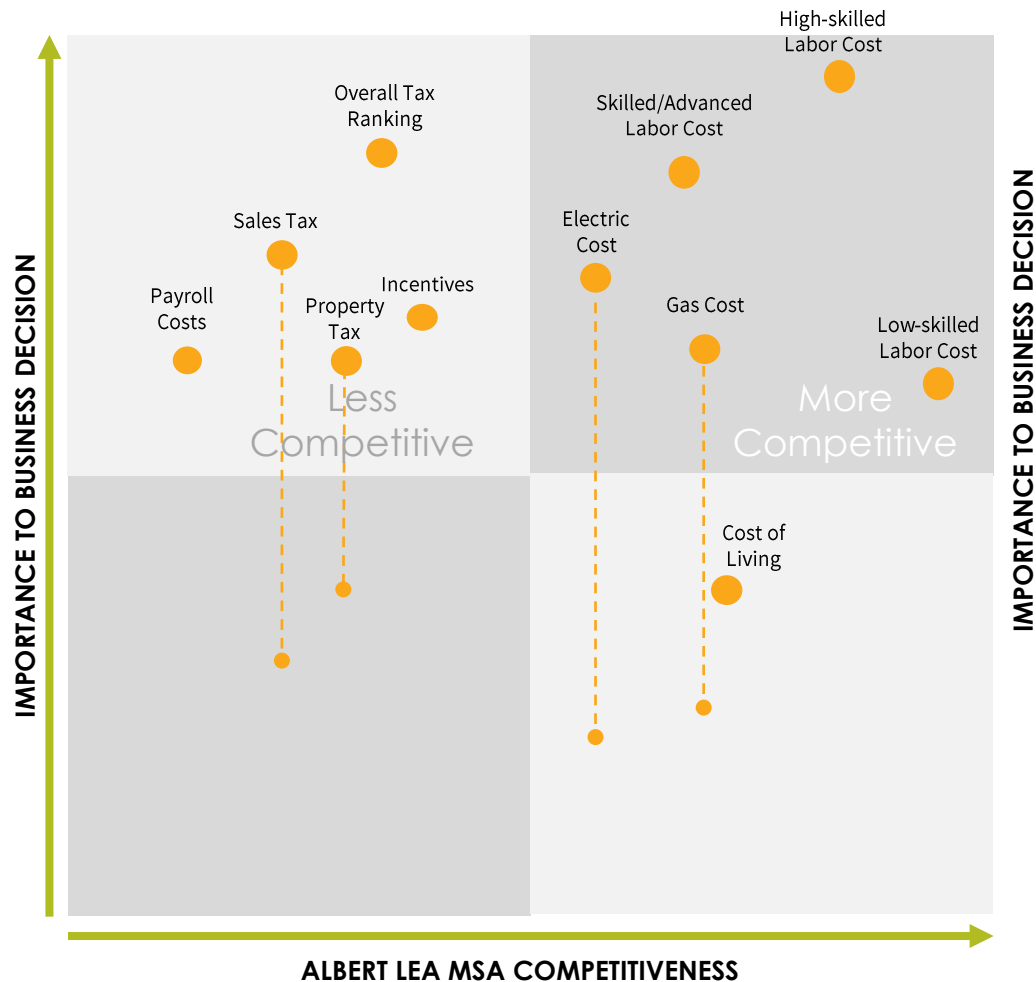 High-skilled
Labor Cost
Overall Tax
Ranking
Skilled/Advanced
Labor Cost
Sales Tax
Electric
Cost
Incentives
Payroll
Costs
Property
Tax
Gas Cost
Low-skilled
Labor Cost
Less
Competitive
More
Competitive
Cost of
Living
IMPORTANCE TO BUSINESS DECISION
IMPORTANCE TO BUSINESS DECISION
ALBERT LEA MSA COMPETITIVENESS